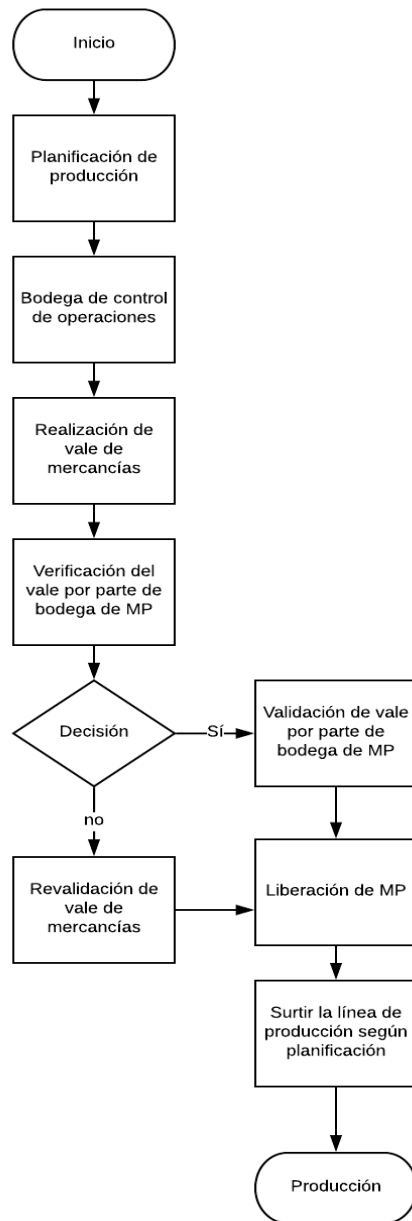 Inicio
Planificación de
producción
Bodega de control
de operaciones
Realización de
vale de
mercancías
Verificación del
vale por parte de
bodega de MP
Decisión
Sí
Validación de vale
por parte de
bodega de MP
no
Revalidación de
vale de
mercancías
Liberación de MP
Surtir la línea de
producción según
planificación
Producción